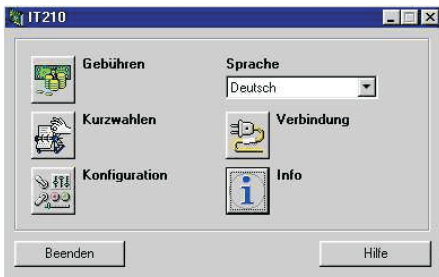 IT210
Gebühren
Sprache
Deutsch
Kurzwahlen
Verbindung
Konfiguration
Info
Beenden
Hilfe